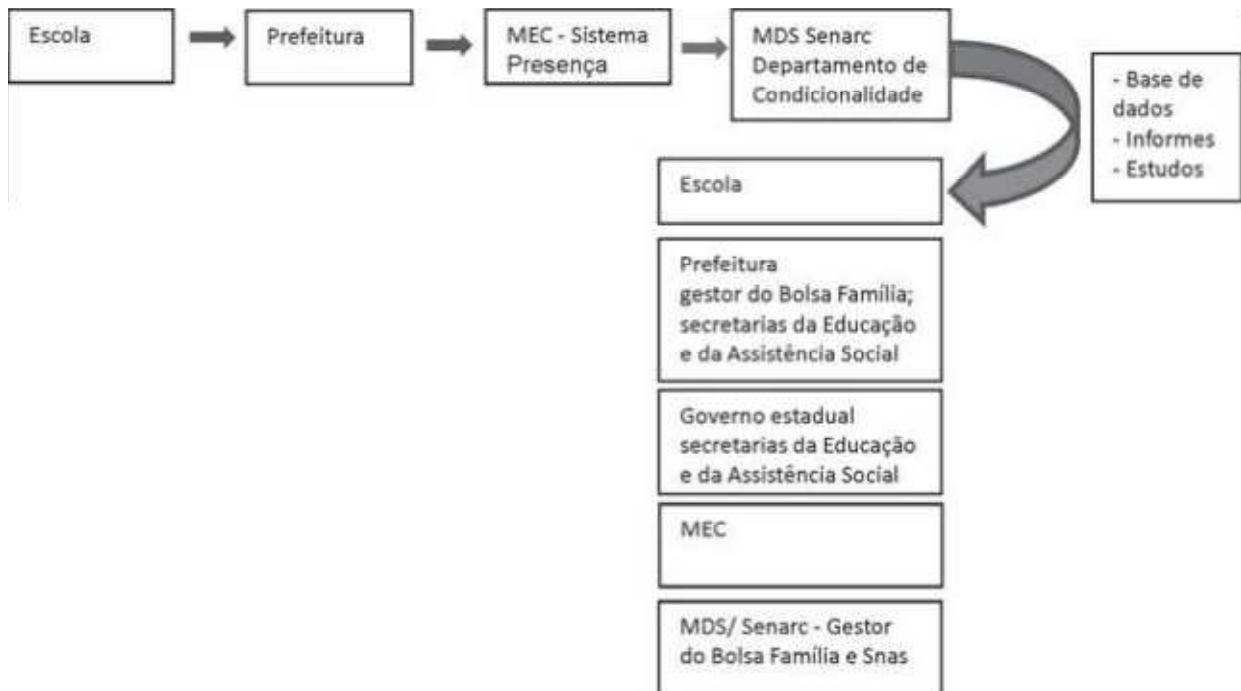 Escola
Prefeitura
MEC - Sistema
Presença
MDS Senarc
Departamento de
Condicionalidade
- Base de
dados
- Informes
- Estudos
Escola
Prefeitura
gestor do Bolsa Família;
secretarias da Educação
e da Assistência Social
Governo estadual
secretarias da Educação
e da Assistência Social
MEC
MDS/ Senarc - Gestor
do Bolsa Família e Snas